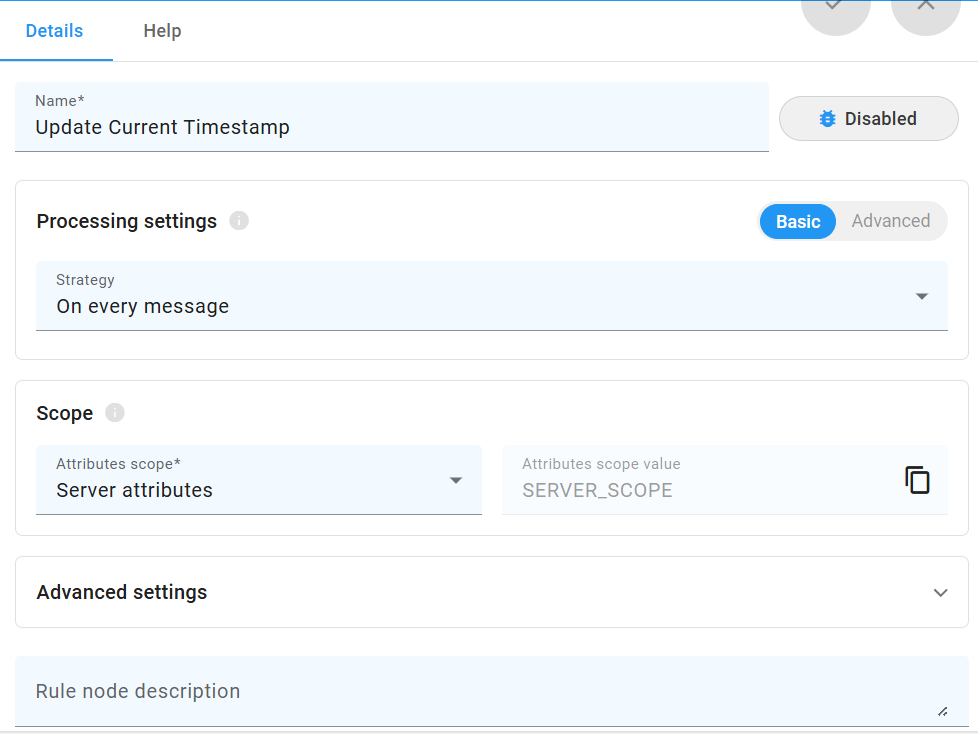 Details
Help
Name*
Update Current Timestamp
Disabled
Processing settings
Basic
Advanced
Strategy
On every message
Scope
Attributes scope*
Server attributes
Attributes scope value
SERVER_SCOPE
Advanced settings
Rule node description